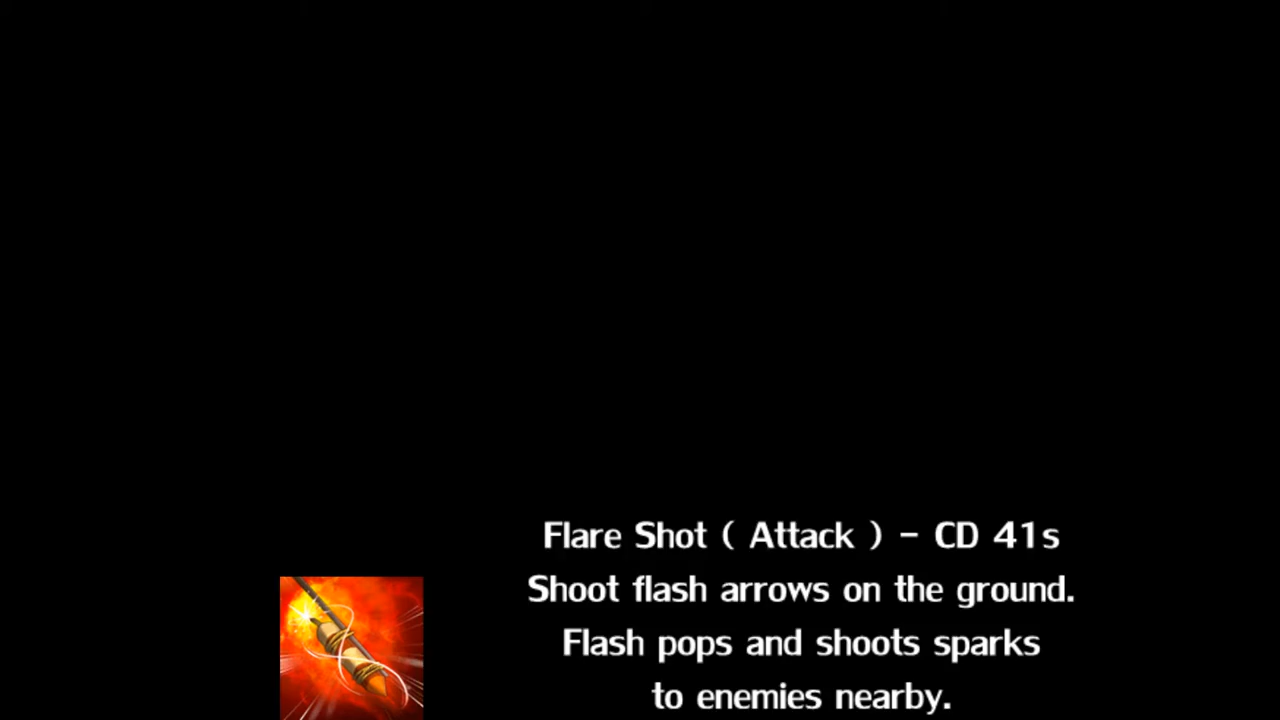 Flare Shot ( Attack ) - CD 41s
Shoot flash arrows on the ground.
Flash pops and shoots sparks
to enemies nearby.